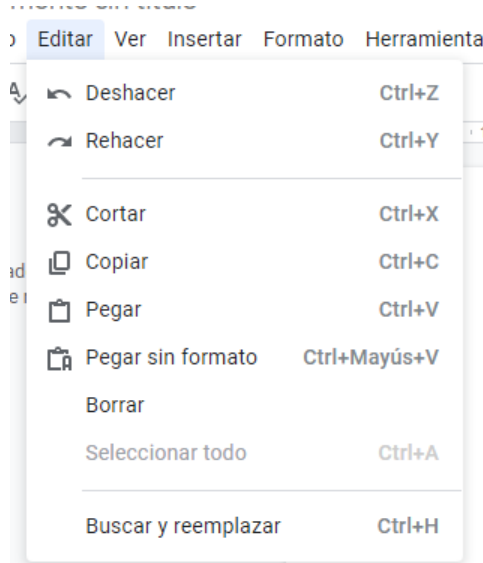 Editar Ver Insertar Formato Herramienta
Deshacer Ctrl+Z
Rehacer Ctrl+Y
Cortar Ctrl+X
Copiar Ctrl+C
Pegar Ctrl+V
Pegar sin formato Ctrl+Mayús+V
Borrar
Seleccionar todo Ctrl+A
Buscar y reemplazar Ctrl+H